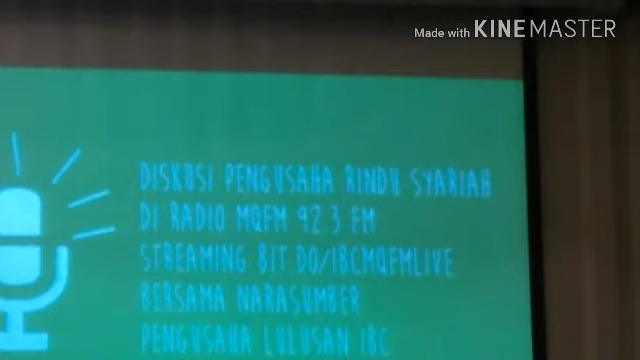 Made with KINEMASTER
DISKUSI PENGUSAHA RINDU SYARIAH
DI RADIO MQFM 92.3 FM
STREAMING BIT.DO/IBCMQFMLIVE
BERSAMA NARASUMBER
PENGUSAHA LULUSAN IBC